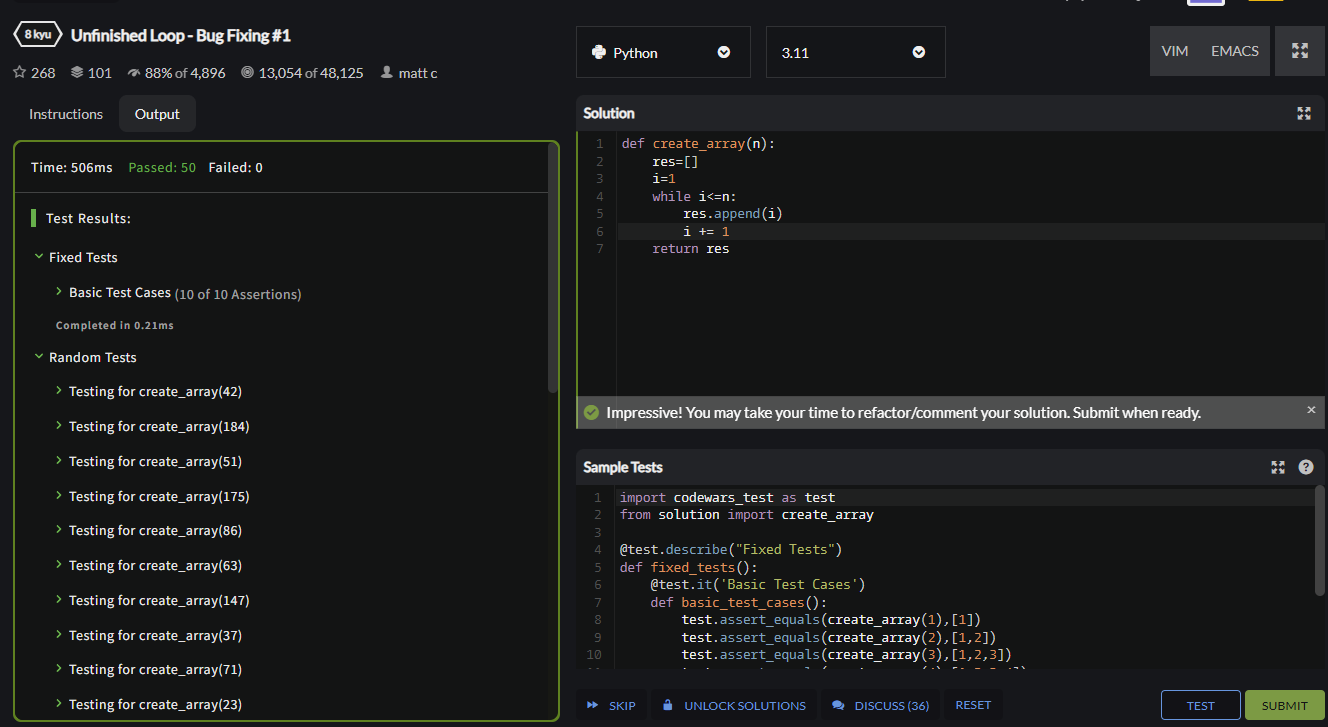 8 kyu Unfinished Loop - Bug Fixing #1
268 101 88% of 4,896 13,054 of 48,125 matt c
Instructions Output
Time: 506ms Passed: 50 Failed: 0
Test Results:
Fixed Tests
Basic Test Cases (10 of 10 Assertions)
Completed in 0.21ms
Random Tests
Testing for create_array(42)
Testing for create_array(184)
Testing for create_array(51)
Testing for create_array(175)
Testing for create_array(86)
Testing for create_array(63)
Testing for create_array(147)
Testing for create_array(37)
Testing for create_array(71)
Testing for create_array(23)
Python 3.11 VIM EMACS
Solution
1 def create_array(n):
2 res=[]
3 i=1
4 while i<=n:
5 res.append(i)
6 i += 1
7 return res
Impressive! You may take your time to refactor/comment your solution. Submit when ready.
Sample Tests
1 import codewars_test as test
2 from solution import create_array
3
4 @test.describe("Fixed Tests")
5 def fixed_tests():
6 @test.it('Basic Test Cases')
7 def basic_test_cases():
8 test.assert_equals(create_array(1),[1])
9 test.assert_equals(create_array(2),[1,2])
10 test.assert_equals(create_array(3),[1,2,3])
SKIP UNLOCK SOLUTIONS DISCUSS (36) RESET TEST SUBMIT